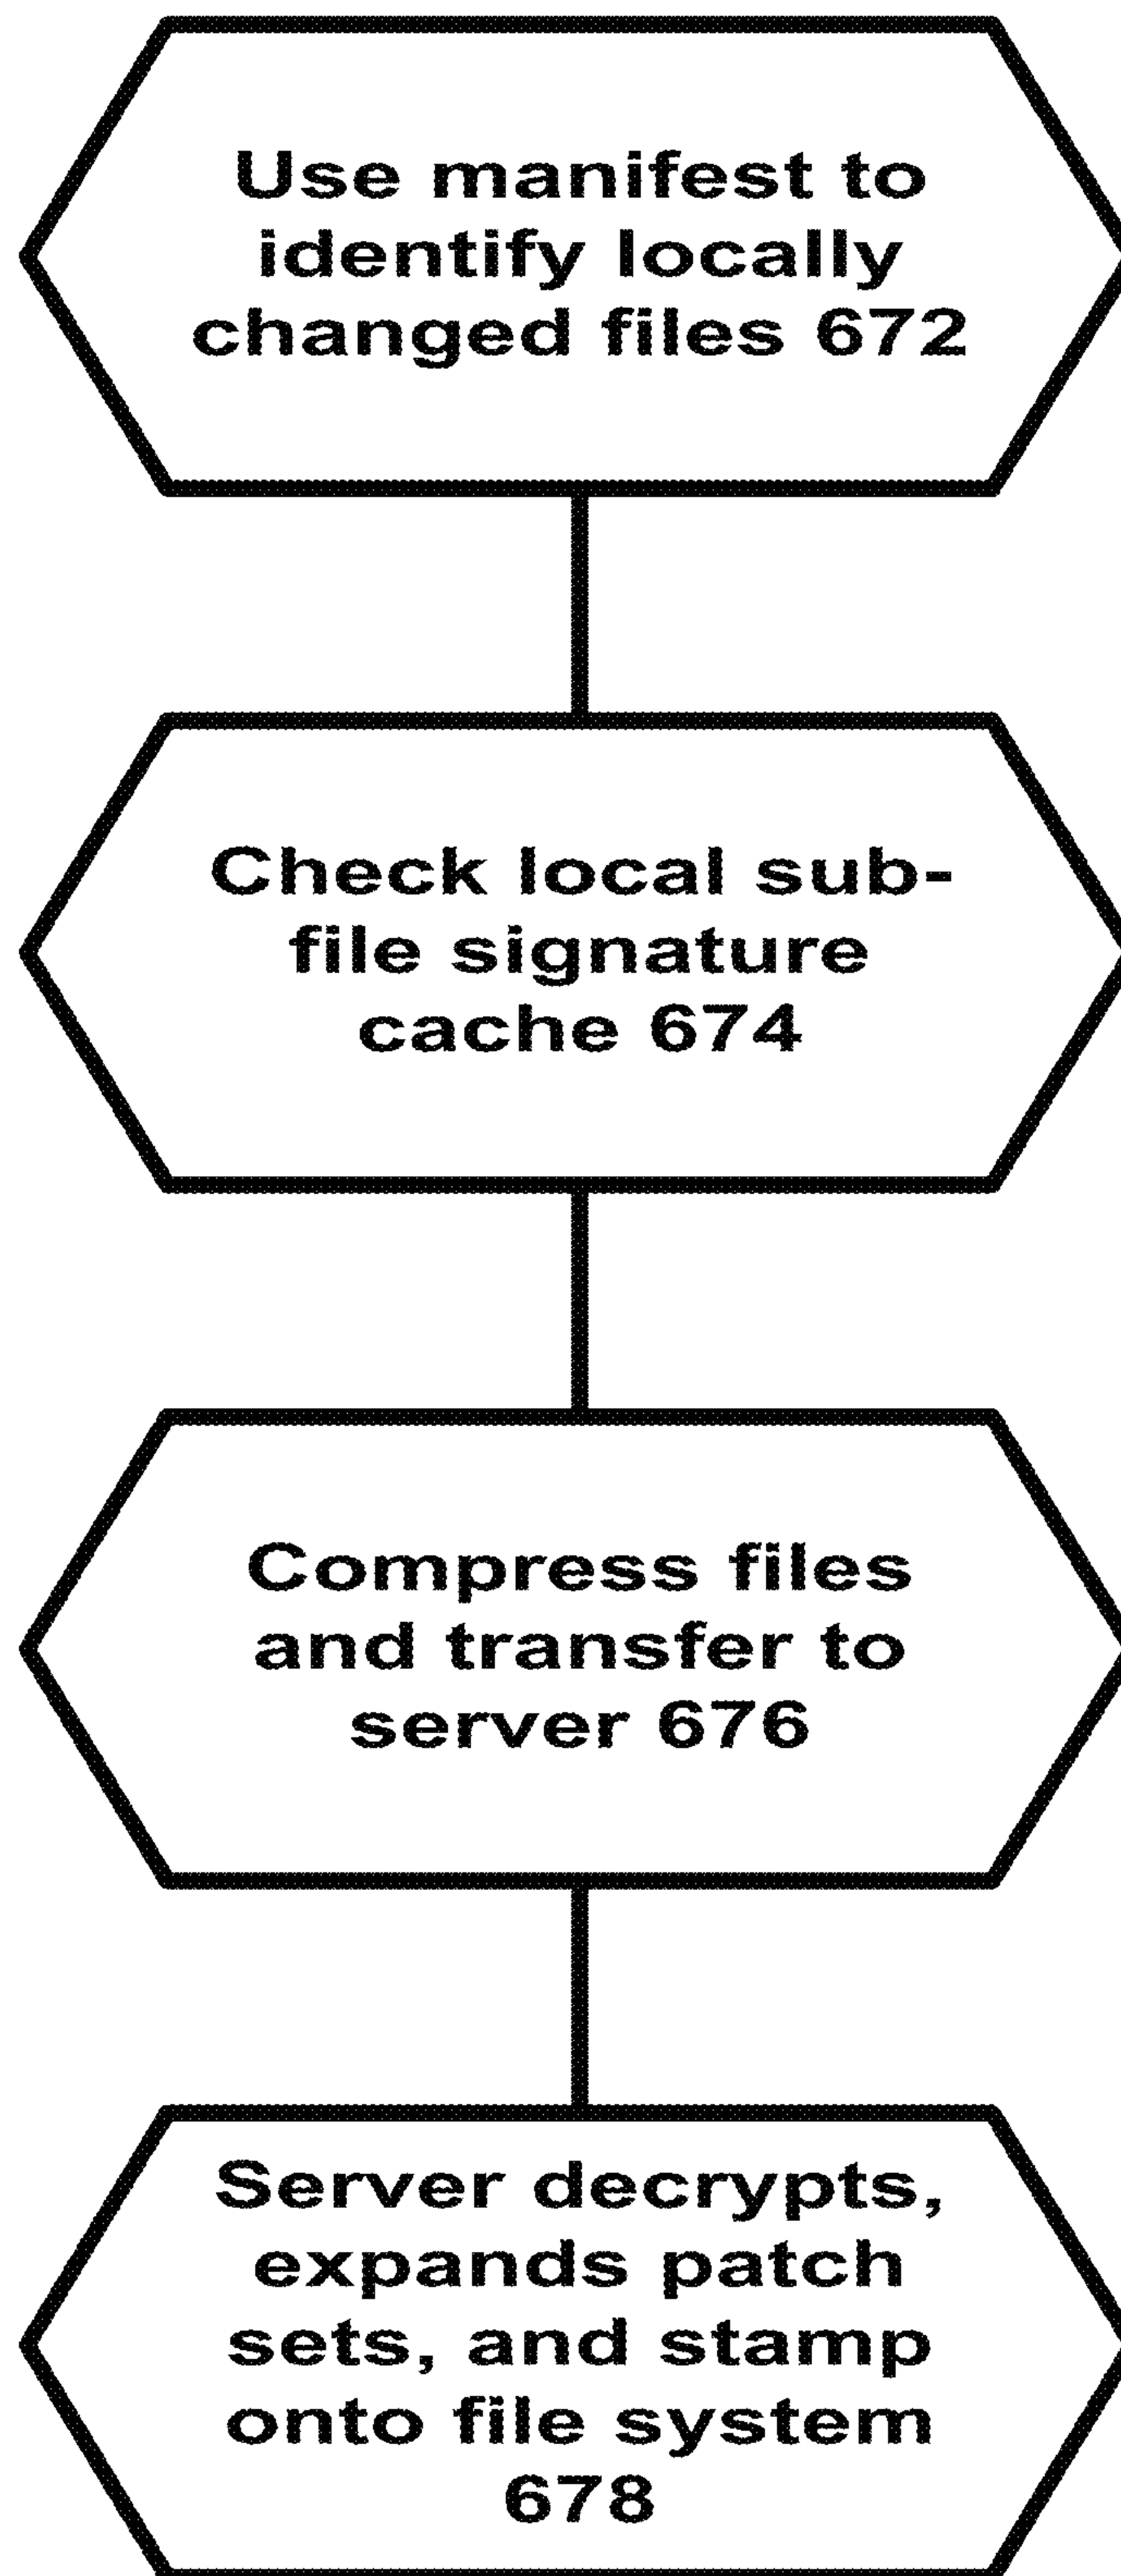 Use manifest to
identify locally
changed files 672
Check local sub-
file signature
cache 674
Compress files
and transfer to
server 676
Server decrypts,
expands patch
sets, and stamp
onto file system
678